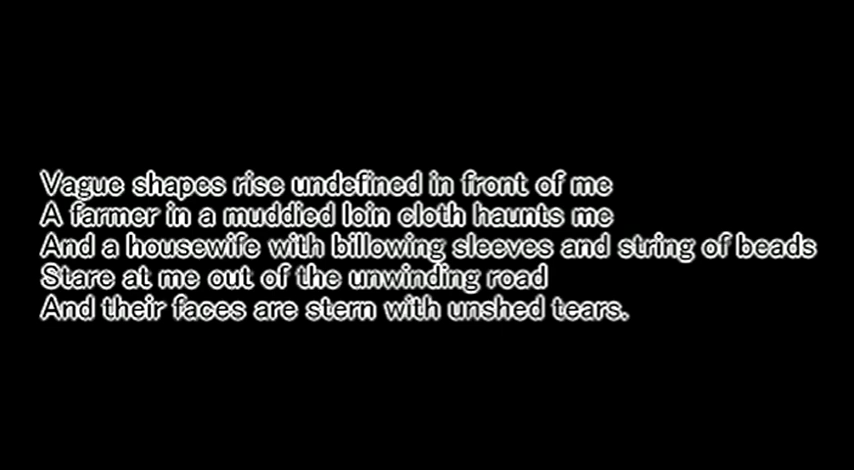 Vague shapes rise undefined in front of me
A farmer in a muddied loin cloth haunts me
And a housewife with billowing sleeves and string of beads
Stare at me out of the unwinding road
And their faces are stern with unshed tears.